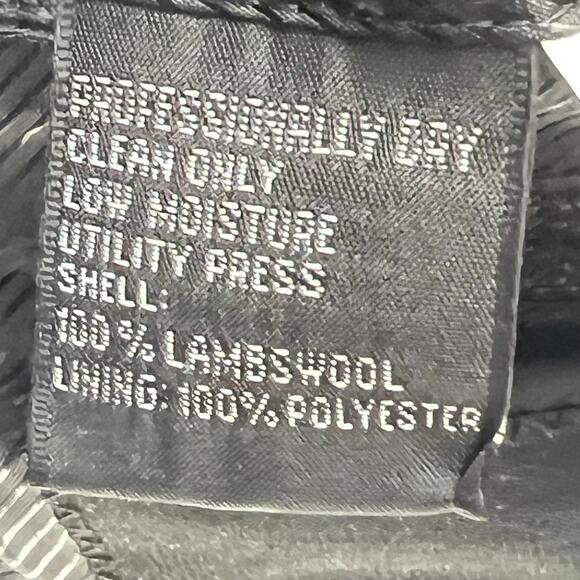 PROFESSIONALLY DRY
CLEAN ONLY
LOW MOISTURE
UTILITY PRESS
SHELL:
100% LAMBSWOOL
LINING: 100% POLYESTER